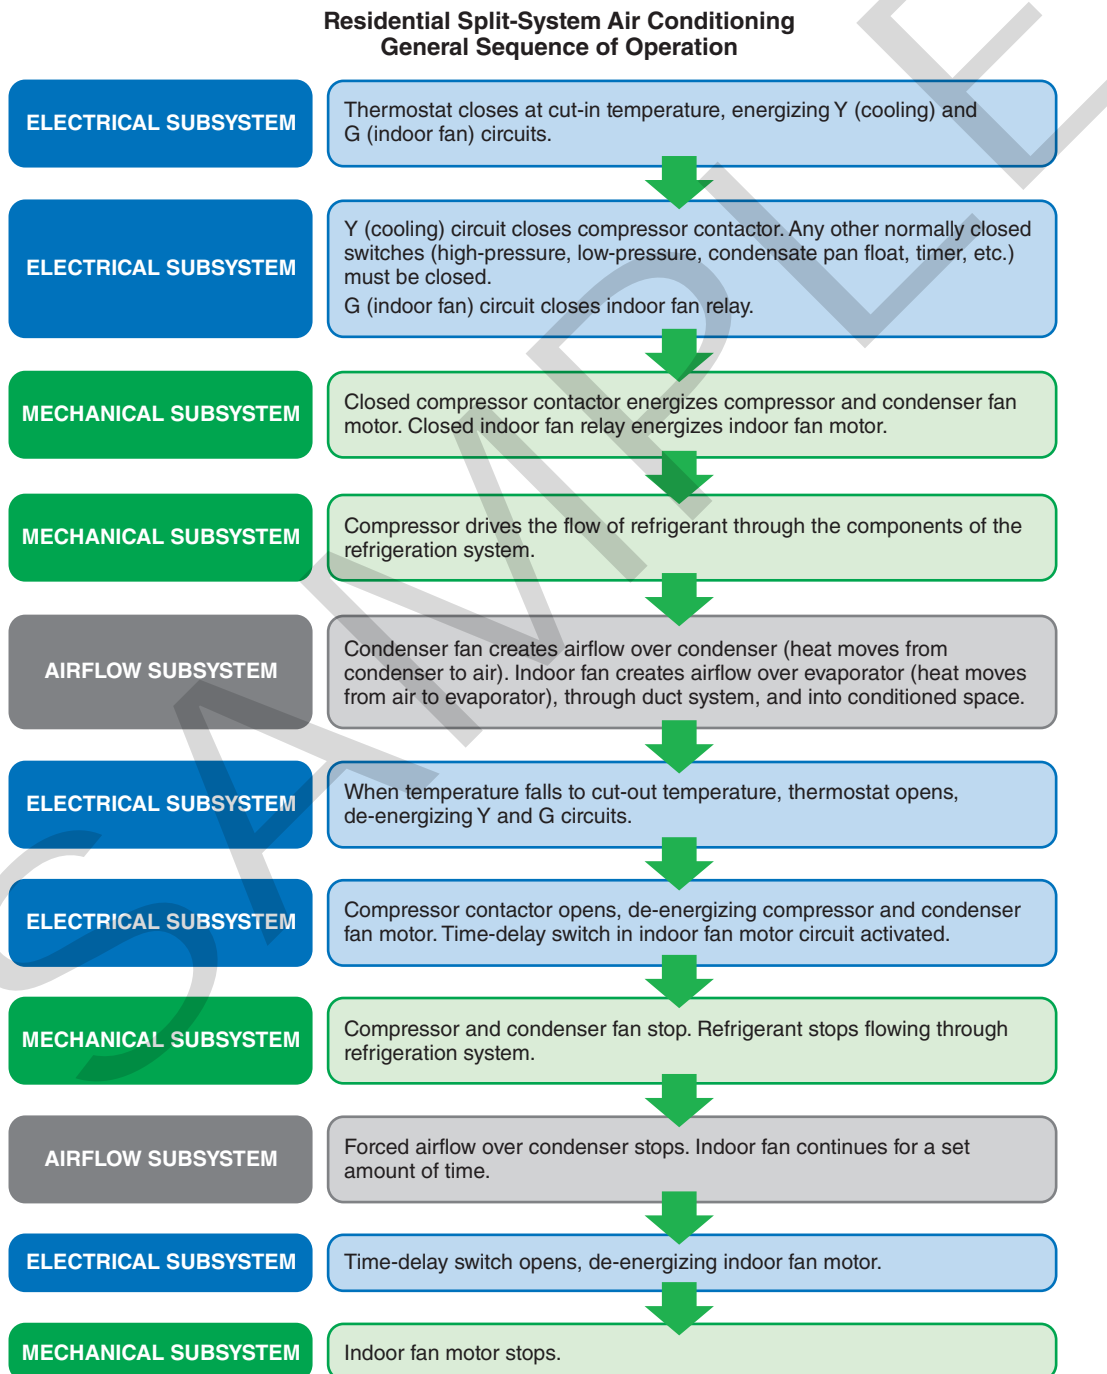 Residential Split-System Air Conditioning
General Sequence of Operation
ELECTRICAL SUBSYSTEM
Thermostat closes at cut-in temperature, energizing Y (cooling) and
G (indoor fan) circuits.
ELECTRICAL SUBSYSTEM
Y (cooling) circuit closes compressor contactor. Any other normally closed
switches (high-pressure, low-pressure, condensate pan float, timer, etc.)
must be closed.
G (indoor fan) circuit closes indoor fan relay.
MECHANICAL SUBSYSTEM
Closed compressor contactor energizes compressor and condenser fan
motor. Closed indoor fan relay energizes indoor fan motor.
MECHANICAL SUBSYSTEM
Compressor drives the flow of refrigerant through the components of the
refrigeration system.
AIRFLOW SUBSYSTEM
Condenser fan creates airflow over condenser (heat moves from
condenser to air). Indoor fan creates airflow over evaporator (heat moves
from air to evaporator), through duct system, and into conditioned space.
ELECTRICAL SUBSYSTEM
When temperature falls to cut-out temperature, thermostat opens,
de-energizing Y and G circuits.
ELECTRICAL SUBSYSTEM
Compressor contactor opens, de-energizing compressor and condenser
fan motor. Time-delay switch in indoor fan motor circuit activated.
MECHANICAL SUBSYSTEM
Compressor and condenser fan stop. Refrigerant stops flowing through
refrigeration system.
AIRFLOW SUBSYSTEM
Forced airflow over condenser stops. Indoor fan continues for a set
amount of time.
ELECTRICAL SUBSYSTEM
Time-delay switch opens, de-energizing indoor fan motor.
MECHANICAL SUBSYSTEM
Indoor fan motor stops.
SAMPLE